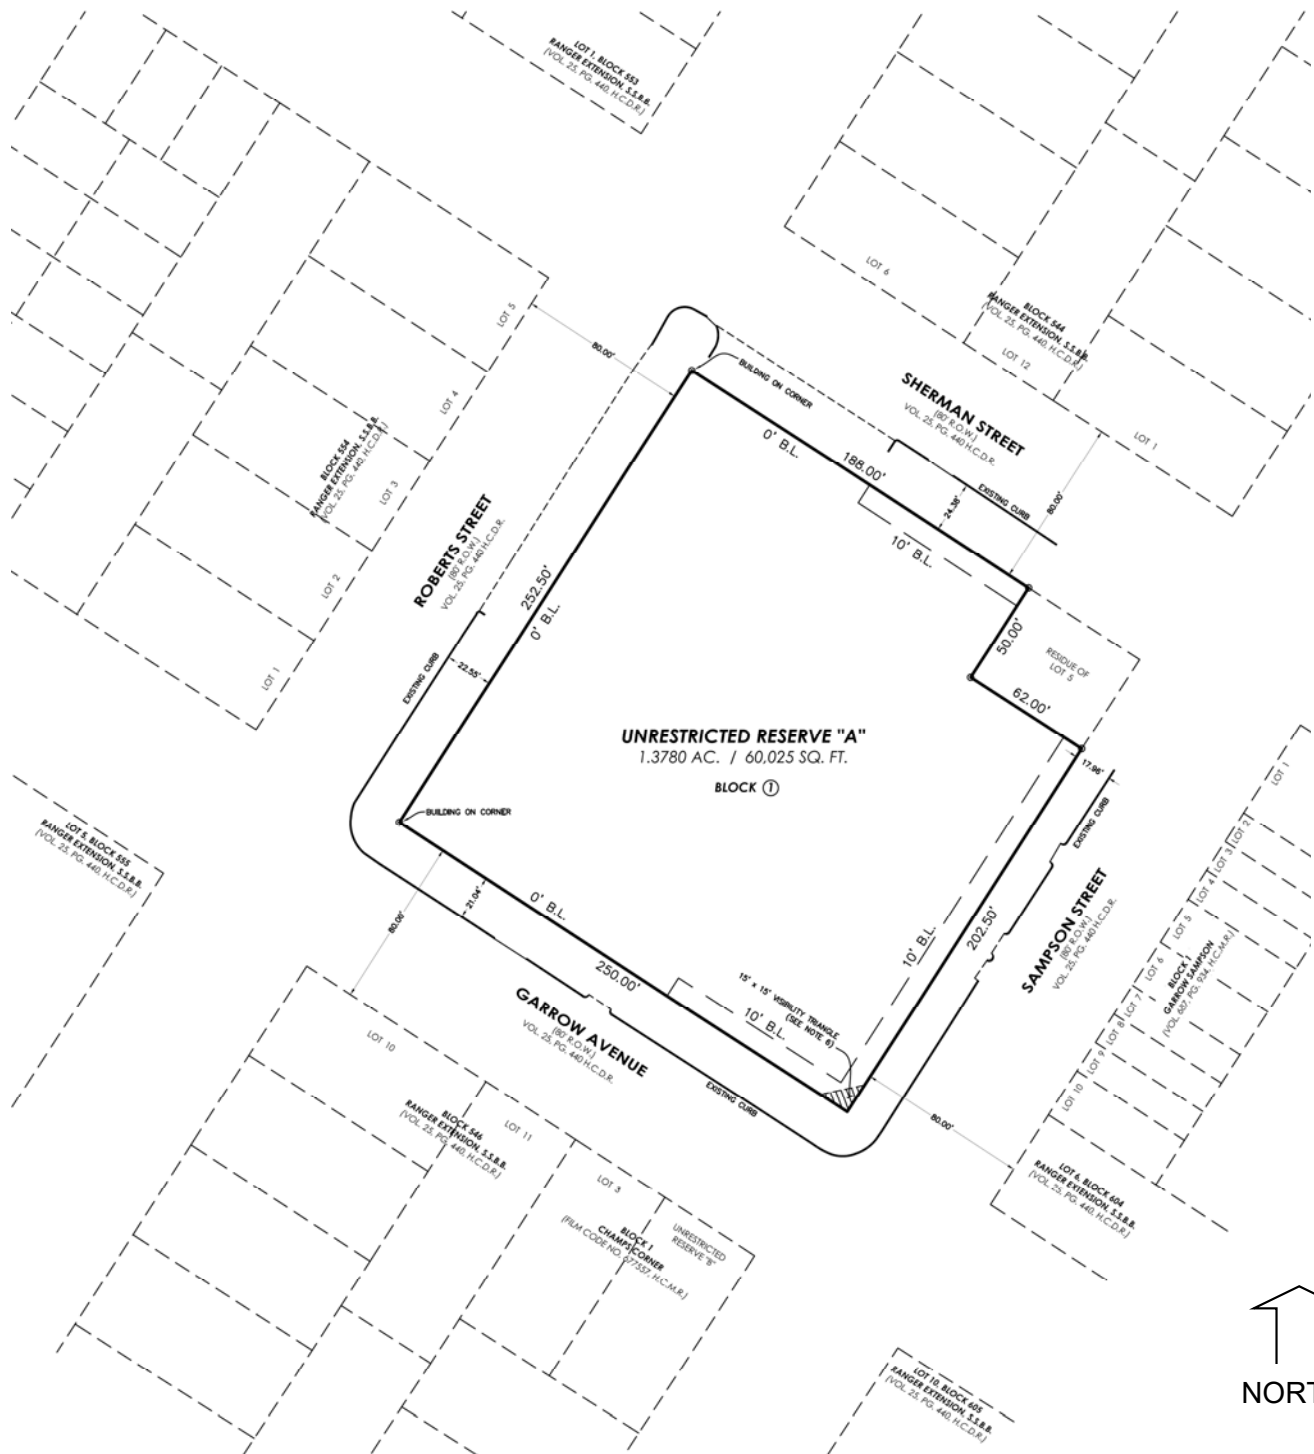 LOT 1, BLOCK 553
RANGER EXTENSION, S.S.B.B.
(VOL. 25, PG. 440, H.C.D.R.)
LOT 6
BLOCK 544
RANGER EXTENSION, S.S.B.B.
(VOL. 25, PG. 440, H.C.D.R.)
LOT 12
LOT 1
LOT 5
LOT 4
LOT 3
LOT 2
LOT 1
BLOCK 554
RANGER EXTENSION, S.S.B.B.
(VOL. 25, PG. 440, H.C.D.R.)
80.00'
BUILDING ON CORNER
SHERMAN STREET
(80' R.O.W.)
VOL. 25, PG. 440 H.C.D.R.
0' B.L.
188.00'
24.38'
EXISTING CURB
80.00'
10' B.L.
ROBERTS STREET
(80' R.O.W.)
VOL. 25, PG. 440 H.C.D.R.
252.50'
0' B.L.
EXISTING CURB
22.55'
50.00'
RESIDUE OF
LOT 5
62.00'
UNRESTRICTED RESERVE "A"
1.3780 AC. / 60,025 SQ. FT.
BLOCK 1
17.96'
EXISTING CURB
BUILDING ON CORNER
LOT 5, BLOCK 555
RANGER EXTENSION, S.S.B.B.
(VOL. 25, PG. 440, H.C.D.R.)
80.00'
21.04'
0' B.L.
250.00'
10' B.L.
202.50'
SAMPSON STREET
(80' R.O.W.)
VOL. 25, PG. 440, H.C.D.R.
15' x 15' VISIBILITY TRIANGLE
(SEE NOTE 6)
10' B.L.
GARROW AVENUE
(80' R.O.W.)
VOL. 25, PG. 440 H.C.D.R.
EXISTING CURB
80.00'
LOT 1
LOT 2
LOT 3
LOT 4
LOT 5
LOT 6
LOT 7
LOT 8
LOT 9
LOT 10
BLOCK 1
GARROW SAMPSON
(VOL. 667, PG. 934, H.C.M.R.)
LOT 10
LOT 11
BLOCK 546
RANGER EXTENSION, S.S.B.B.
(VOL. 25, PG. 440, H.C.D.R.)
LOT 3
BLOCK 1
CHAMPS CORNER
(FILM CODE NO. 677557, H.C.M.R.)
UNRESTRICTED
RESERVE "B"
LOT 6, BLOCK 604
RANGER EXTENSION, S.S.B.B.
(VOL. 25, PG. 440, H.C.D.R.)
LOT 10, BLOCK 605
RANGER EXTENSION, S.S.B.B.
(VOL. 25, PG. 440, H.C.D.R.)
NORT